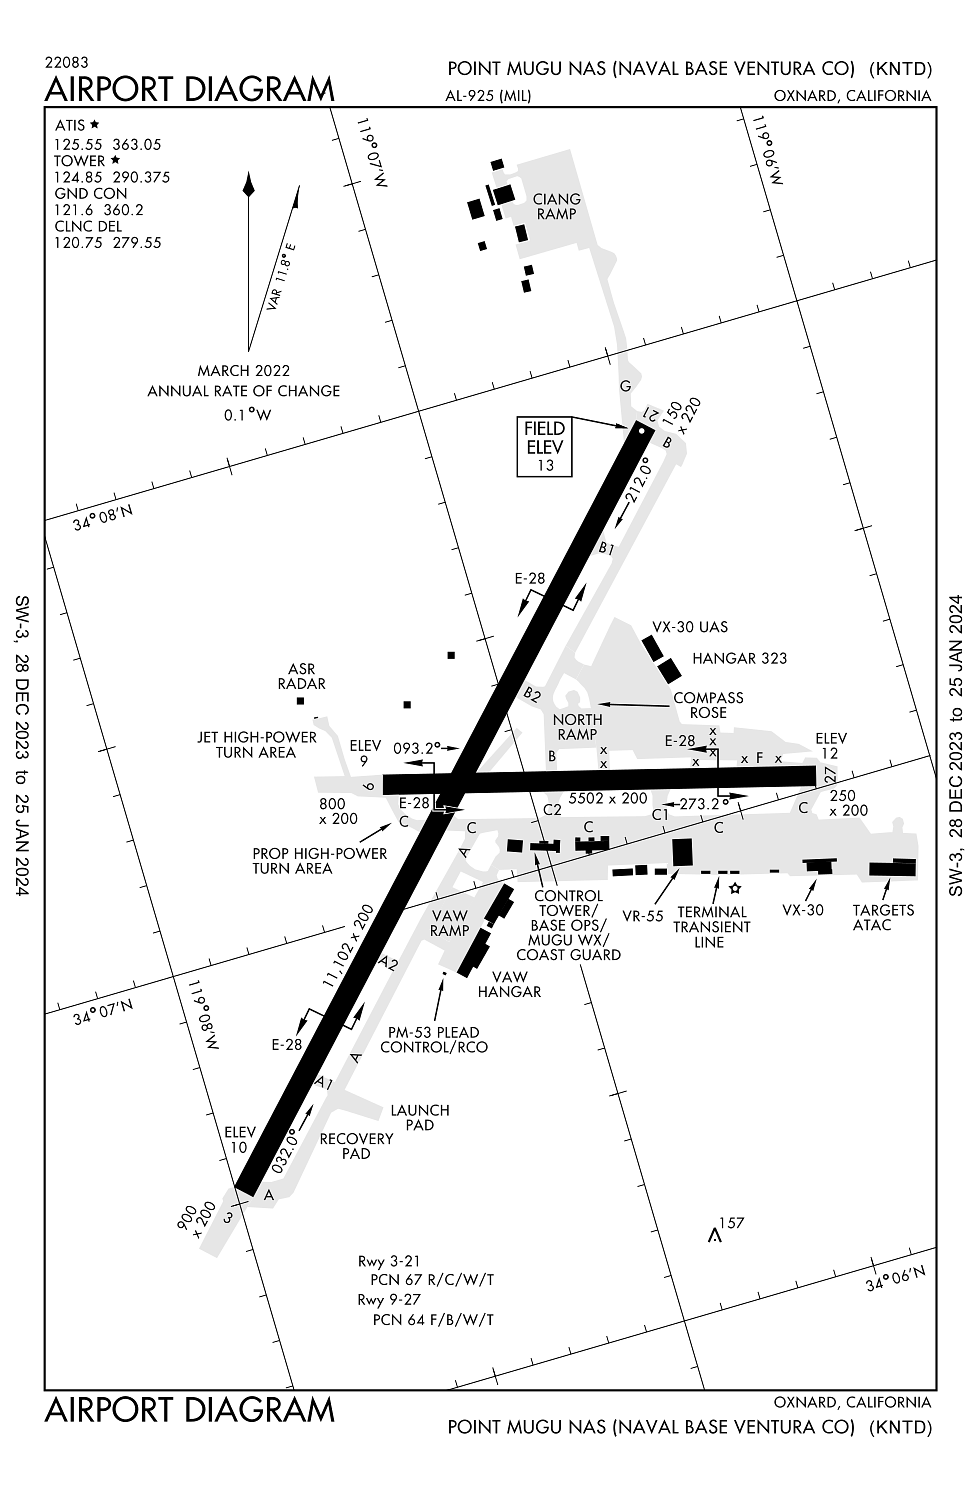 22083
AIRPORT DIAGRAM
POINT MUGU NAS (NAVAL BASE VENTURA CO) (KNTD)
AL-925 (MIL)
OXNARD, CALIFORNIA
ATIS ★
125.55 363.05
TOWER ★
124.85 290.375
GND CON
121.6 360.2
CLNC DEL
120.75 279.55
VAR 11.8° E
MARCH 2022
ANNUAL RATE OF CHANGE
0.1°W
119°07'W
119°06'W
CIANG
RAMP
G
21
150
x 220
B
FIELD
ELEV
13
212.0°
34°08'N
B1
E-28
VX-30 UAS
HANGAR 323
ASR
RADAR
B2
COMPASS
ROSE
NORTH
RAMP
JET HIGH-POWER
TURN AREA
ELEV
9
093.2°
E-28
x
x
x
ELEV
12
B
x
x
x
x
F
x
9
27
800
x 200
E-28
5502 x 200
273.2°
250
x 200
C
C
C2
C
C1
C
C
A
PROP HIGH-POWER
TURN AREA
CONTROL
TOWER/
BASE OPS/
MUGU WX/
COAST GUARD
VR-55
TERMINAL
TRANSIENT
LINE
VX-30
TARGETS
ATAC
VAW
RAMP
11,102 x 200
A2
VAW
HANGAR
34°07'N
119°08'W
E-28
A
PM-53 PLEAD
CONTROL/RCO
A1
LAUNCH
PAD
ELEV
10
032.0°
RECOVERY
PAD
A
3
900
x 200
157
Rwy 3-21
PCN 67 R/C/W/T
Rwy 9-27
PCN 64 F/B/W/T
34°06'N
SW-3, 28 DEC 2023 to 25 JAN 2024
SW-3, 28 DEC 2023 to 25 JAN 2024
AIRPORT DIAGRAM
OXNARD, CALIFORNIA
POINT MUGU NAS (NAVAL BASE VENTURA CO) (KNTD)